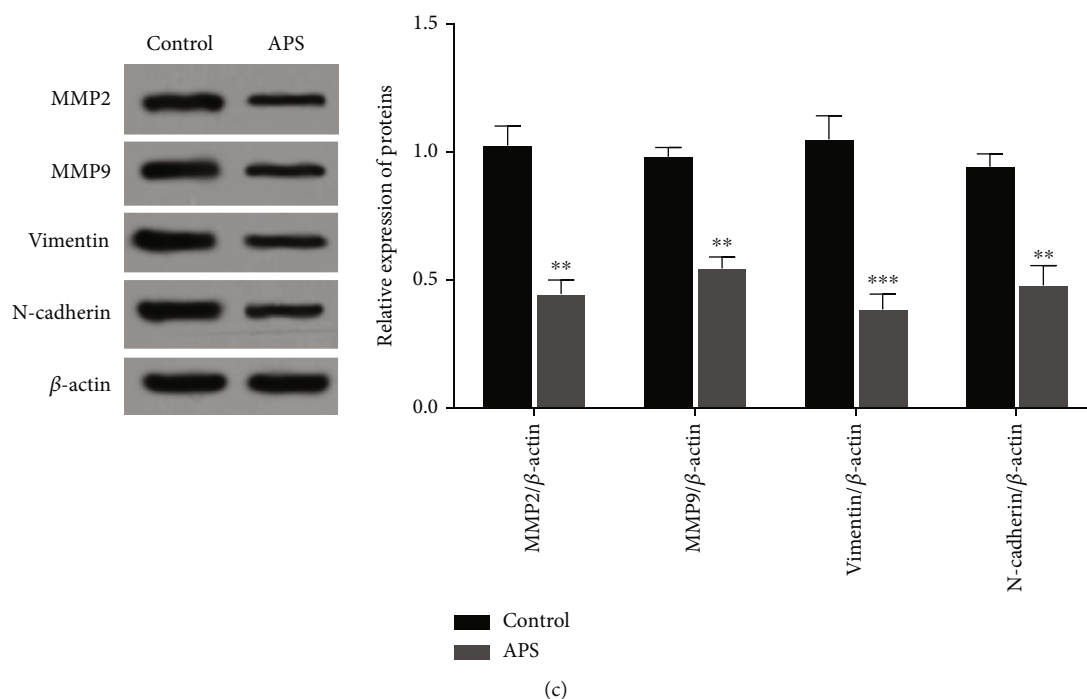 Control APS
MMP2
MMP9
Vimentin
N-cadherin
β-actin
Relative expression of proteins
1.5
1.0
0.5
0.0
**
**
***
**
MMP2/β-actin
MMP9/β-actin
Vimentin/β-actin
N-cadherin/β-actin
Control
APS
(c)